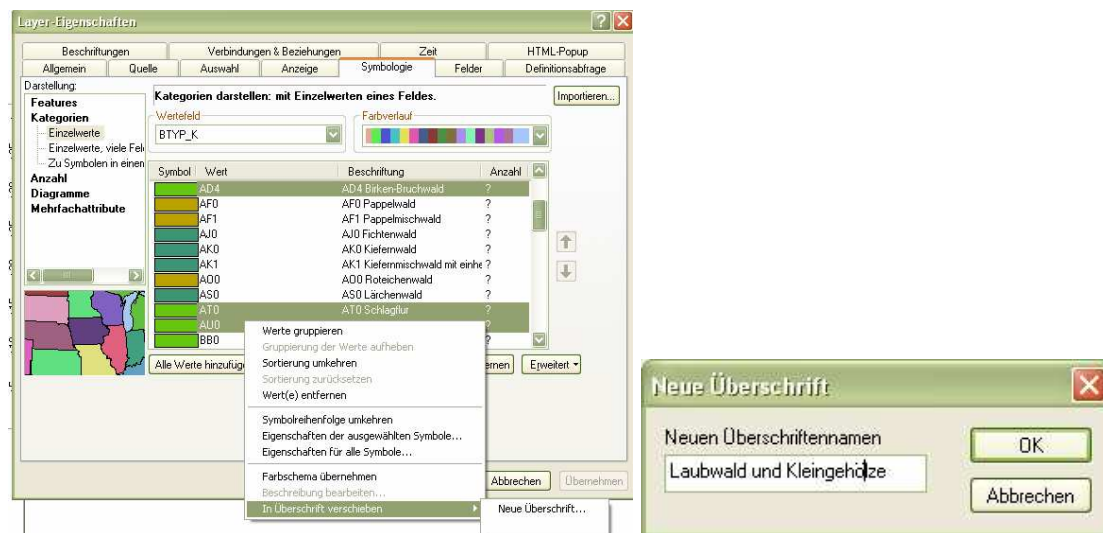 Layer-Eigenschaften
Beschriftungen Verbindungen & Beziehungen Zeit HTML-Popup
Allgemein Quelle Auswahl Anzeige Symbologie Felder Definitionsabfrage
Darstellung:
Features
Kategorien
Einzelwerte
Einzelwerte, viele Feld
Zu Symbolen in einen
Anzahl
Diagramme
Mehrfachattribute
Kategorien darstellen: mit Einzelwerten eines Feldes.
Importieren...
Wertefeld
BTYP_K
Farbverlauf
Symbol Wert Beschriftung Anzahl
AD4 AD4 Birken-Bruchwald ?
AF0 AF0 Pappelwald ?
AF1 AF1 Pappelmischwald ?
AJ0 AJ0 Fichtenwald ?
AK0 AK0 Kiefernwald ?
AK1 AK1 Kiefernmischwald mit einhe ?
AO0 AO0 Roteichenwald ?
AS0 AS0 Lärchenwald ?
AT0 AT0 Schlagflur ?
AU0 ?
BB0 ?
Alle Werte hinzufüge
ernen
Erweitert
Werte gruppieren
Gruppierung der Werte aufheben
Sortierung umkehren
Sortierung zurücksetzen
Wert(e) entfernen
Symbolreihenfolge umkehren
Eigenschaften der ausgewählten Symbole...
Eigenschaften für alle Symbole...
Farbschema übernehmen
Beschreibung bearbeiten...
In Überschrift verschieben
Neue Überschrift...
Abbrechen
Übernehmen
Neue Überschrift
Neuen Überschriftennamen
Laubwald und Kleingehölze
OK
Abbrechen